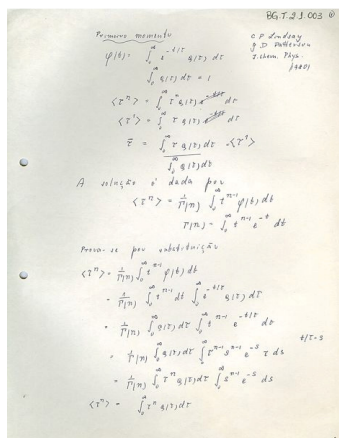 BG.T.21.003
Primeiro momento
C P Lindsay
g D Patterson
J. Chem. Phys.
φ(t) = ∫₀^∞ e^{-t/τ} g(τ) dτ
∫₀^∞ g(τ) dτ = 1
<τⁿ> = ∫₀^∞ τⁿ g(τ) dτ
<τ¹> = ∫₀^∞ τ g(τ) dτ
τ̄ = ∫₀^∞ τ g(τ) dτ / ∫₀^∞ g(τ) dτ = <τ¹>
A solução é dada por
<τⁿ> = 1/Γ(n) ∫₀^∞ t^{n-1} φ(t) dt
Γ(n) = ∫₀^∞ t^{n-1} e^{-t} dt
Prova-se por substituição
<τⁿ> = 1/Γ(n) ∫₀^∞ t^{n-1} φ(t) dt
= 1/Γ(n) ∫₀^∞ t^{n-1} dt ∫₀^∞ e^{-t/τ} g(τ) dτ
= 1/Γ(n) ∫₀^∞ g(τ) dτ ∫₀^∞ t^{n-1} e^{-t/τ} dt
t/τ = s
= 1/Γ(n) ∫₀^∞ g(τ) dτ ∫₀^∞ τ^{n-1} s^{n-1} e^{-s} τ ds
= 1/Γ(n) ∫₀^∞ τⁿ g(τ) dτ ∫₀^∞ s^{n-1} e^{-s} ds
<τⁿ> = ∫₀^∞ τⁿ g(τ) dτ